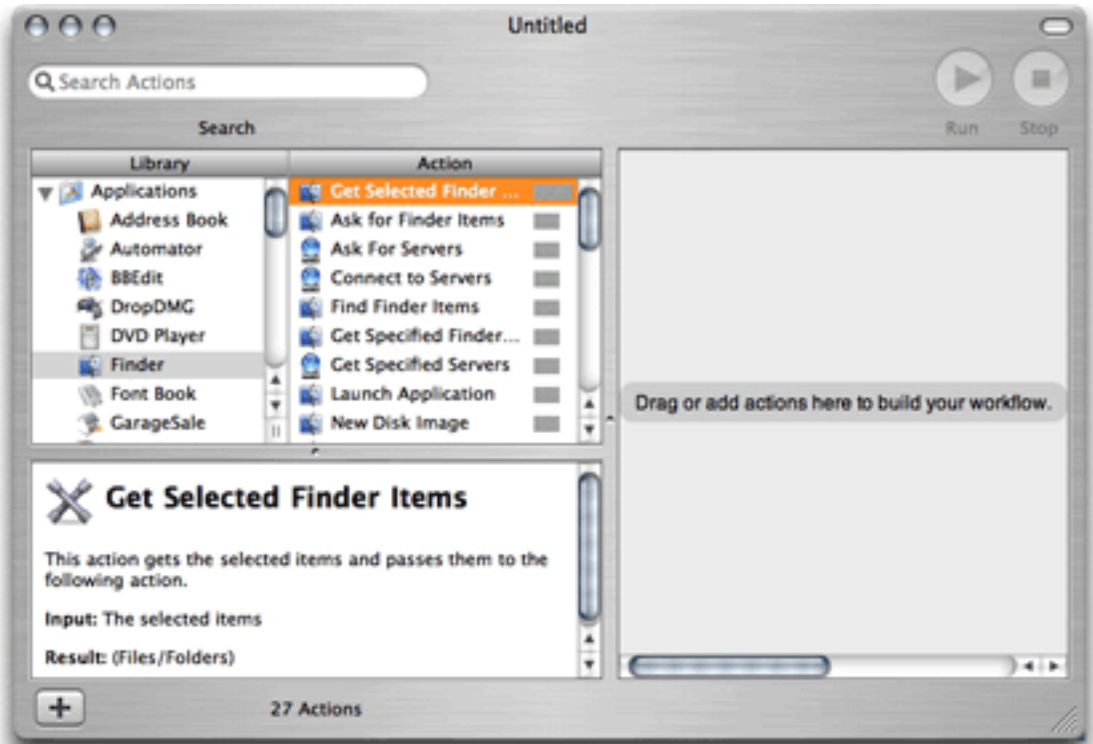 Untitled
Search Actions
Search
Run
Stop
Library
Action
Applications
Address Book
Automator
BBEdit
DropDMG
DVD Player
Finder
Font Book
GarageSale
Get Selected Finder ...
Ask for Finder Items
Ask For Servers
Connect to Servers
Find Finder Items
Get Specified Finder...
Get Specified Servers
Launch Application
New Disk Image
Drag or add actions here to build your workflow.
Get Selected Finder Items
This action gets the selected items and passes them to the
following action.
Input: The selected items
Result: (Files/Folders)
27 Actions